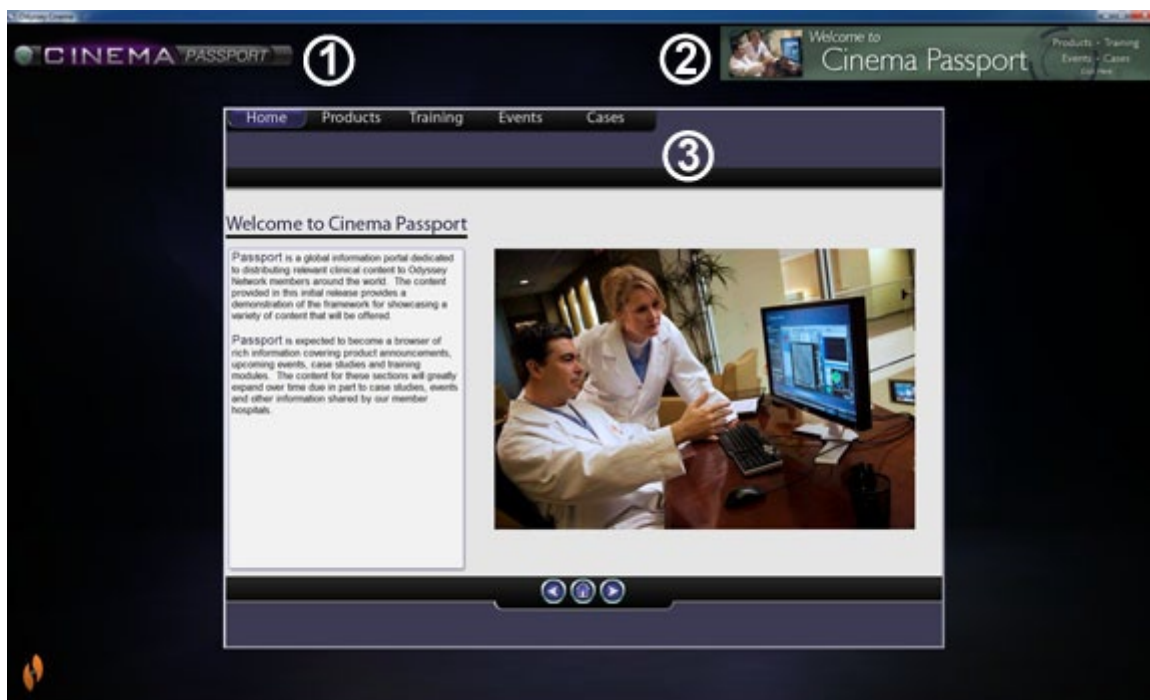 Odyssey Cinema
CINEMA PASSPORT
1
2
Welcome to
Cinema Passport
Products - Training
Events - Cases
Click Here
Home Products Training Events Cases
3
Welcome to Cinema Passport
Passport is a global information portal dedicated
to distributing relevant clinical content to Odyssey
Network members around the world. The content
provided in this initial release provides a
demonstration of the framework for showcasing a
variety of content that will be offered.
Passport is expected to become a browser of
rich information covering product announcements,
upcoming events, case studies and training
modules. The content for these sections will greatly
expand over time due in part to case studies, events
and other information shared by our member
hospitals.